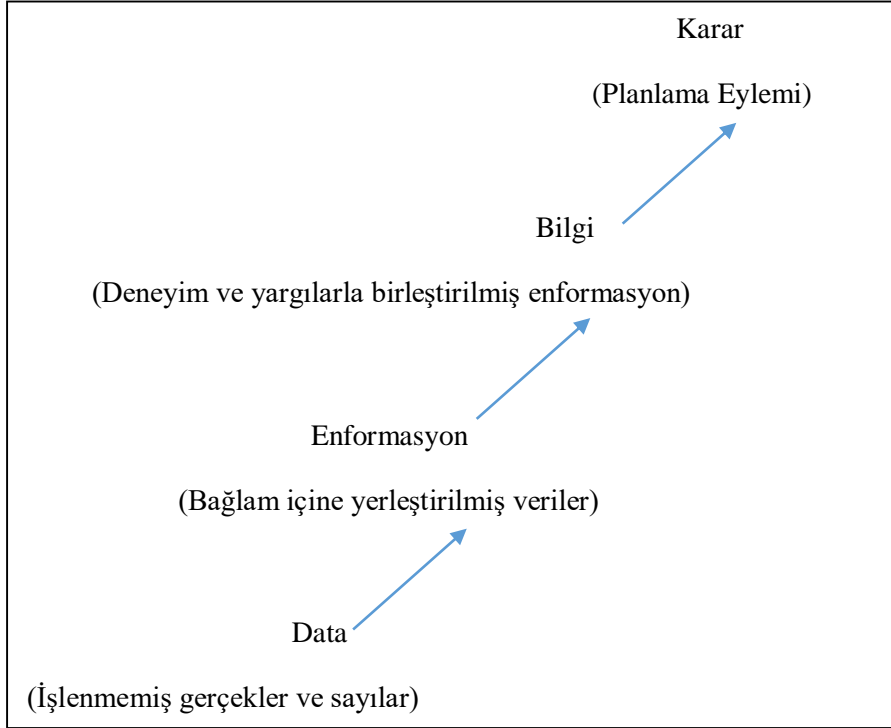 Karar
(Planlama Eylemi)
Bilgi
(Deneyim ve yargılarla birleştirilmiş enformasyon)
Enformasyon
(Bağlam içine yerleştirilmiş veriler)
Data
(İşlenmemiş gerçekler ve sayılar)